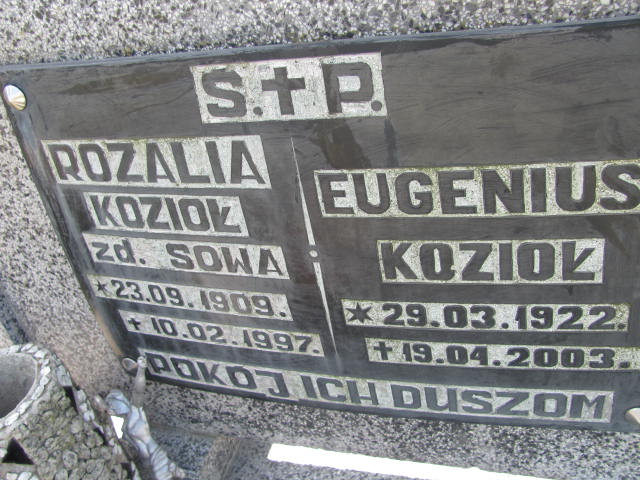 Ś.✝P.
ROZALIA
KOZIOŁ
zd. SOWA
*23.09.1909.
✝10.02.1997.
EUGENIUS
KOZIOŁ
*29.03.1922.
✝19.04.2003.
POKÓJ ICH DUSZOM